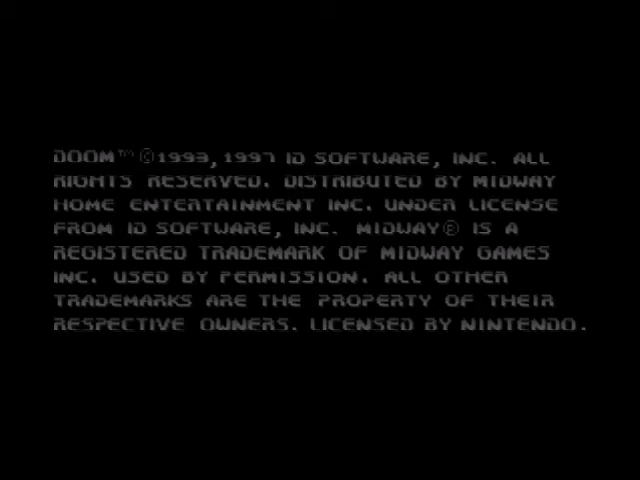 DOOM™ ©1993,1997 ID SOFTWARE, INC. ALL
RIGHTS RESERVED. DISTRIBUTED BY MIDWAY
HOME ENTERTAINMENT INC. UNDER LICENSE
FROM ID SOFTWARE, INC. MIDWAY® IS A
REGISTERED TRADEMARK OF MIDWAY GAMES
INC. USED BY PERMISSION. ALL OTHER
TRADEMARKS ARE THE PROPERTY OF THEIR
RESPECTIVE OWNERS. LICENSED BY NINTENDO.